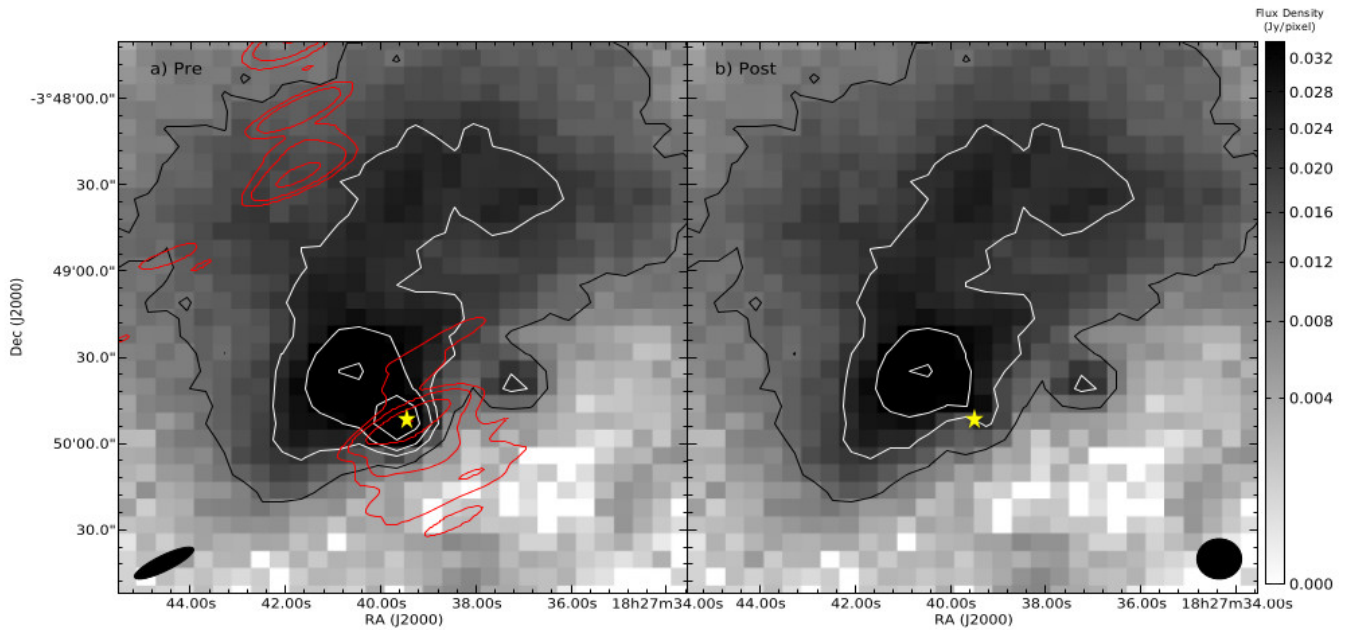 Flux Density
(Jy/pixel)
a) Pre
b) Post
0.032
-3°48'00.0"
0.028
0.024
0.020
30.0"
0.016
49'00.0"
0.012
Dec (J2000)
0.008
30.0"
0.004
50'00.0"
30.0"
0.000
44.00s 42.00s 40.00s 38.00s 36.00s 18h27m34.00s 42.00s 40.00s 38.00s 36.00s 18h27m34.00s
RA (J2000) RA (J2000)